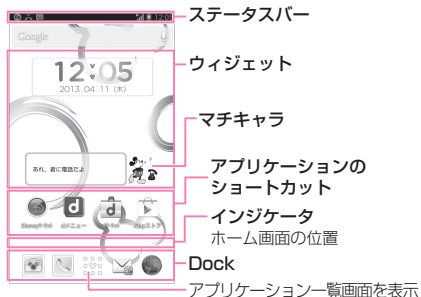 ステータスバー
Google
ウィジェット
12:05
2013.04.11 (木)
マチキャラ
あれ、君に電話だよ
アプリケーションの
ショートカット
dメニュー
インジケータ
ホーム画面の位置
Dock
アプリケーション一覧画面を表示